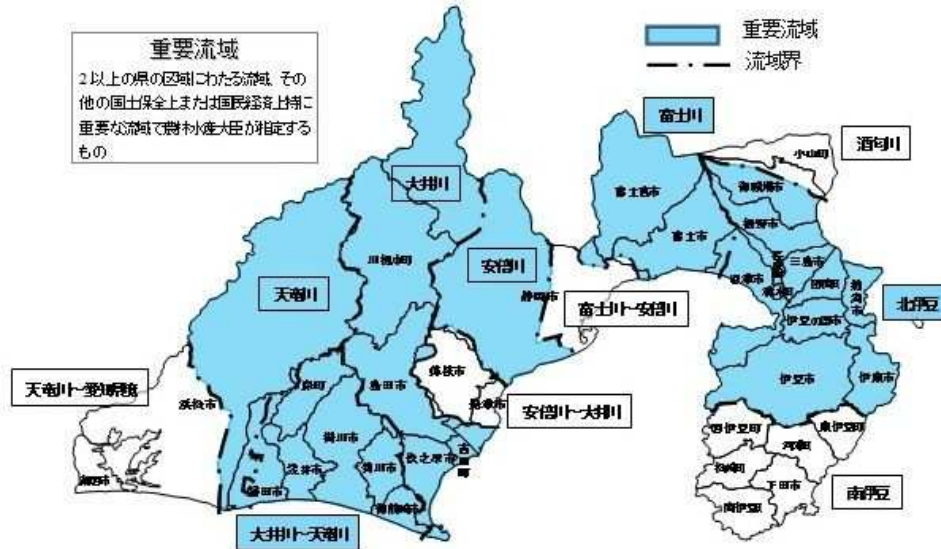 重要流域
2以上の県の区域にわたる流域、その
他の国土保全上または国民経済上特に
重要な流域で農林水産大臣が指定する
もの
重要流域
流域界
富士川
酒匂川
小山町
大井川
富士宮市
御殿場市
裾野市
富士市
川根本町
安倍川
三島市
天竜川
静岡市
沼津市
函南町
熱海市
北伊豆
富士川~安倍川
伊豆の国市
天竜川~愛知県境
浜松市
森町
島田市
藤枝市
伊豆市
伊東市
焼津市
安倍川~大井川
掛川市
西伊豆町
東伊豆町
河津町
牧之原市
吉田町
袋井市
菊川市
松崎町
湖西市
磐田市
下田市
御前崎市
南伊豆町
南伊豆
大井川~天竜川